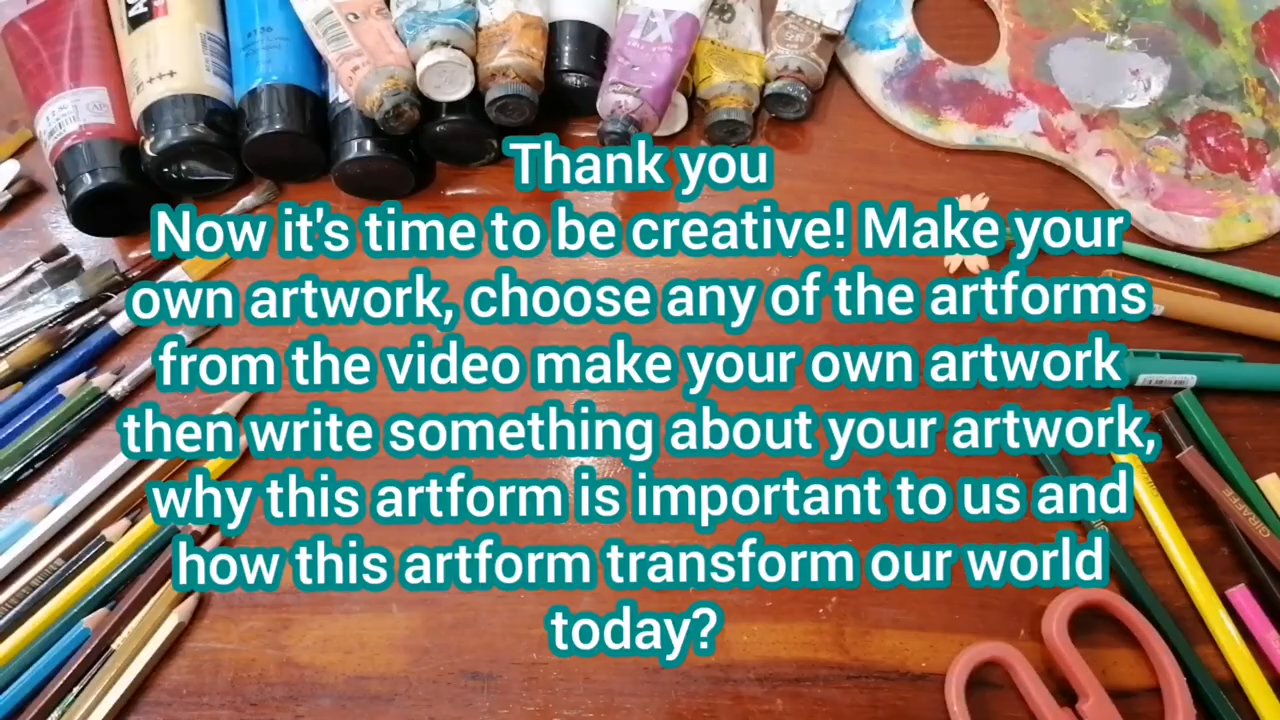 Thank you
Now it's time to be creative! Make your
own artwork, choose any of the artforms
from the video make your own artwork
then write something about your artwork,
why this artform is important to us and
how this artform transform our world
today?
XL
GIRAFFE